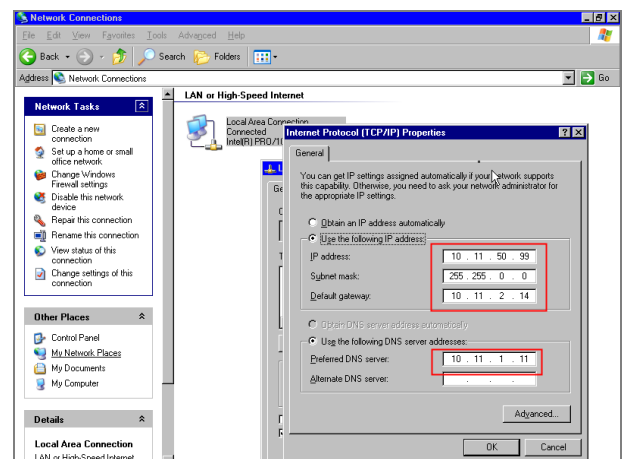 Network Connections
File Edit View Favorites Tools Advanced Help
Back Search Folders
Address Network Connections Go
Network Tasks
Create a new
connection
Set up a home or small
office network
Change Windows
Firewall settings
Disable this network
device
Repair this connection
Rename this connection
View status of this
connection
Change settings of this
connection
Other Places
Control Panel
My Network Places
My Documents
My Computer
Details
Local Area Connection
LAN or High-Speed Internet
LAN or High-Speed Internet
Local Area Connection
Connected
Intel(R) PRO/10
Internet Protocol (TCP/IP) Properties
General
You can get IP settings assigned automatically if your network supports
this capability. Otherwise, you need to ask your network administrator for
the appropriate IP settings.
Obtain an IP address automatically
Use the following IP address:
IP address: 10 . 11 . 50 . 99
Subnet mask: 255 . 255 . 0 . 0
Default gateway: 10 . 11 . 2 . 14
Obtain DNS server address automatically
Use the following DNS server addresses:
Preferred DNS server: 10 . 11 . 1 . 11
Alternate DNS server: . . .
Advanced...
OK Cancel